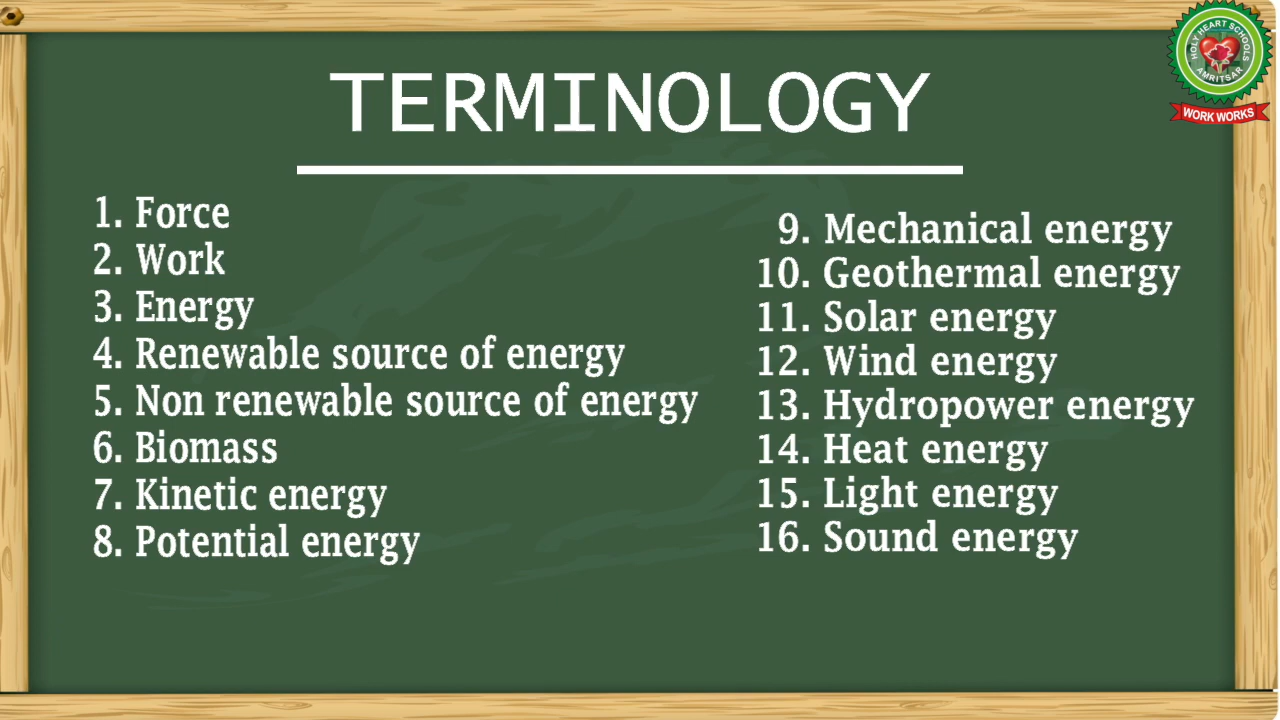 TERMINOLOGY
1. Force
2. Work
3. Energy
4. Renewable source of energy
5. Non renewable source of energy
6. Biomass
7. Kinetic energy
8. Potential energy
9. Mechanical energy
10. Geothermal energy
11. Solar energy
12. Wind energy
13. Hydropower energy
14. Heat energy
15. Light energy
16. Sound energy
HOLY HEART SCHOOLS
AMRITSAR
WORK WORKS